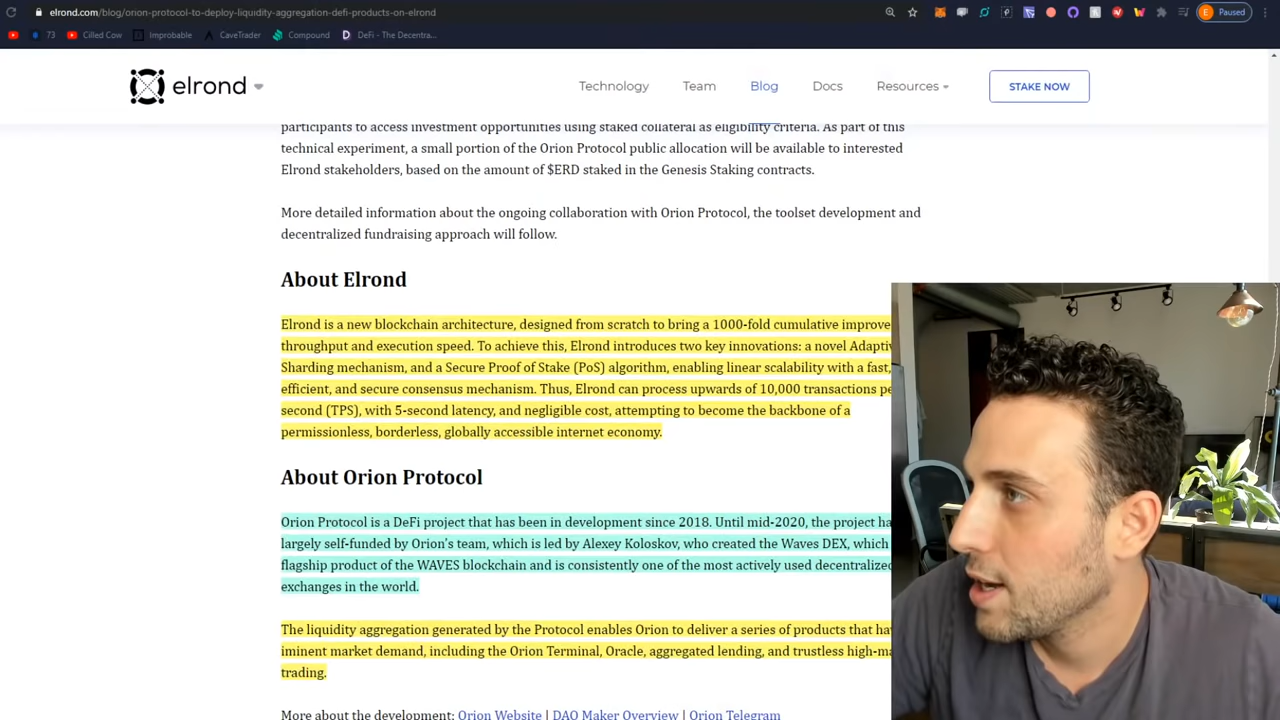 elrond.com/blog/orion-protocol-to-deploy-liquidity-aggregation-defi-products-on-elrond
E Paused
73 Cilled Cow Improbable CaveTrader Compound DeFi - The Decentra...
elrond Technology Team Blog Docs Resources STAKE NOW
participants to access investment opportunities using staked collateral as eligibility criteria. As part of this
technical experiment, a small portion of the Orion Protocol public allocation will be available to interested
Elrond stakeholders, based on the amount of $ERD staked in the Genesis Staking contracts.
More detailed information about the ongoing collaboration with Orion Protocol, the toolset development and
decentralized fundraising approach will follow.
About Elrond
Elrond is a new blockchain architecture, designed from scratch to bring a 1000-fold cumulative improve
throughput and execution speed. To achieve this, Elrond introduces two key innovations: a novel Adaptiv
Sharding mechanism, and a Secure Proof of Stake (PoS) algorithm, enabling linear scalability with a fast,
efficient, and secure consensus mechanism. Thus, Elrond can process upwards of 10,000 transactions pe
second (TPS), with 5-second latency, and negligible cost, attempting to become the backbone of a
permissionless, borderless, globally accessible internet economy.
About Orion Protocol
Orion Protocol is a DeFi project that has been in development since 2018. Until mid-2020, the project ha
largely self-funded by Orion's team, which is led by Alexey Koloskov, who created the Waves DEX, which
flagship product of the WAVES blockchain and is consistently one of the most actively used decentralized
exchanges in the world.
The liquidity aggregation generated by the Protocol enables Orion to deliver a series of products that hav
iminent market demand, including the Orion Terminal, Oracle, aggregated lending, and trustless high-ma
trading.
More about the development: Orion Website | DAO Maker Overview | Orion Telegram